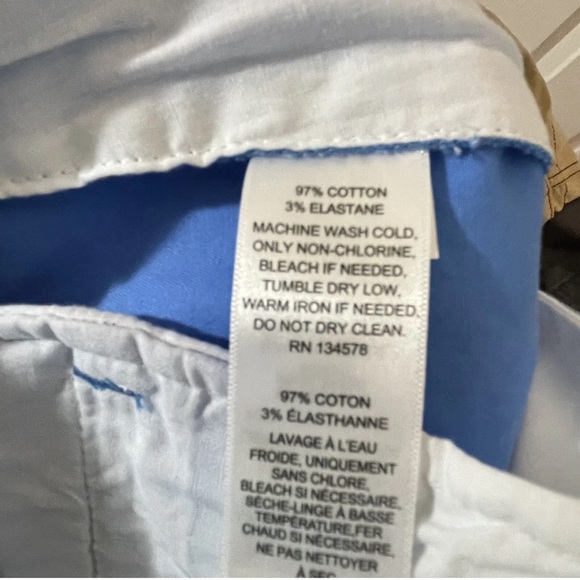 97% COTTON
3% ELASTANE
MACHINE WASH COLD,
ONLY NON-CHLORINE,
BLEACH IF NEEDED,
TUMBLE DRY LOW,
WARM IRON IF NEEDED.
DO NOT DRY CLEAN.
RN 134578
97% COTON
3% ÉLASTHANNE
LAVAGE À L'EAU
FROIDE, UNIQUEMENT
SANS CHLORE,
BLEACH SI NÉCESSAIRE,
SÈCHE-LINGE À BASSE
TEMPÉRATURE,FER
CHAUD SI NÉCESSAIRE,
NE PAS NETTOYER
À SEC